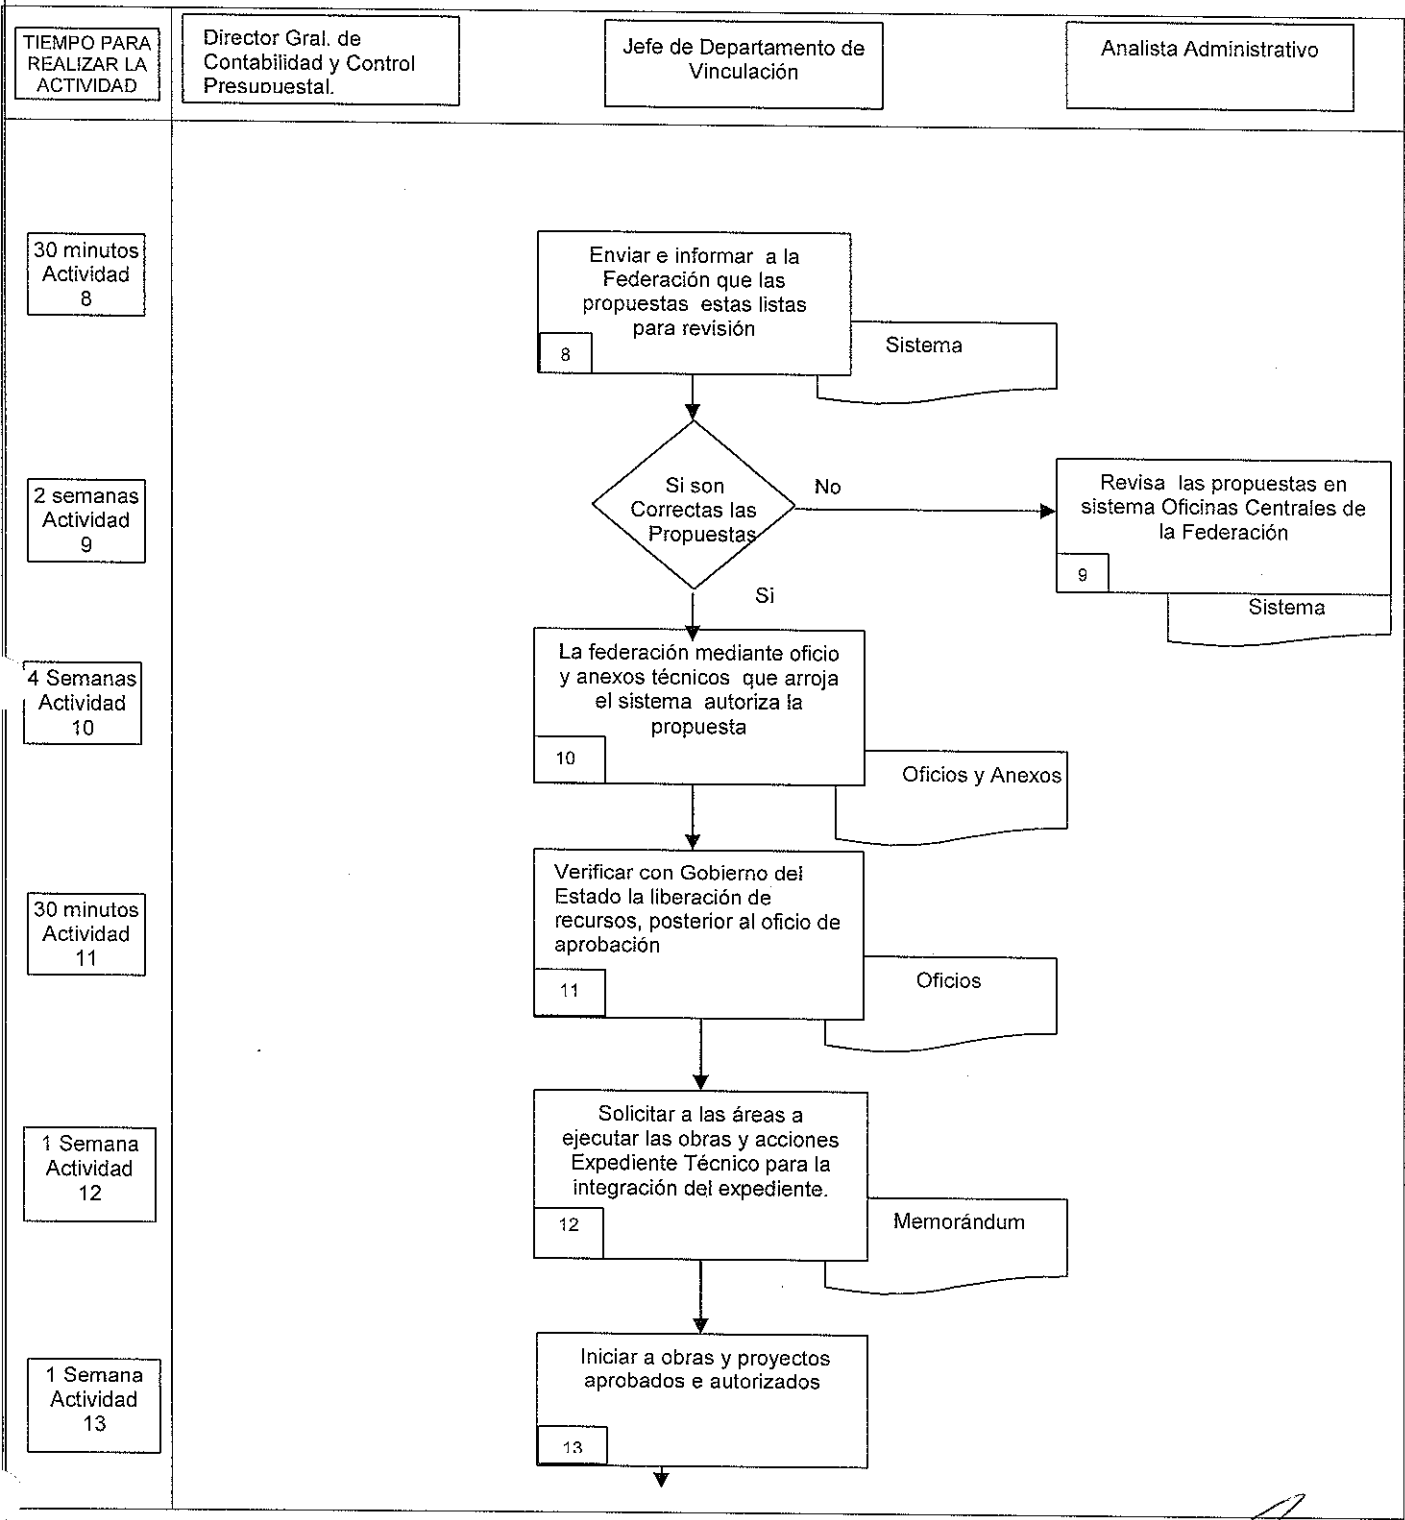 TIEMPO PARA
REALIZAR LA
ACTIVIDAD
Director Gral. de
Contabilidad y Control
Presupuestal.
Jefe de Departamento de
Vinculación
Analista Administrativo
30 minutos
Actividad
8
Enviar e informar a la
Federación que las
propuestas estas listas
para revisión
8
Sistema
2 semanas
Actividad
9
Si son
Correctas las
Propuestas
No
Si
Revisa las propuestas en
sistema Oficinas Centrales de
la Federación
9
Sistema
4 Semanas
Actividad
10
La federación mediante oficio
y anexos técnicos que arroja
el sistema autoriza la
propuesta
10
Oficios y Anexos
30 minutos
Actividad
11
Verificar con Gobierno del
Estado la liberación de
recursos, posterior al oficio de
aprobación
11
Oficios
1 Semana
Actividad
12
Solicitar a las áreas a
ejecutar las obras y acciones
Expediente Técnico para la
integración del expediente.
12
Memorándum
1 Semana
Actividad
13
Iniciar a obras y proyectos
aprobados e autorizados
13